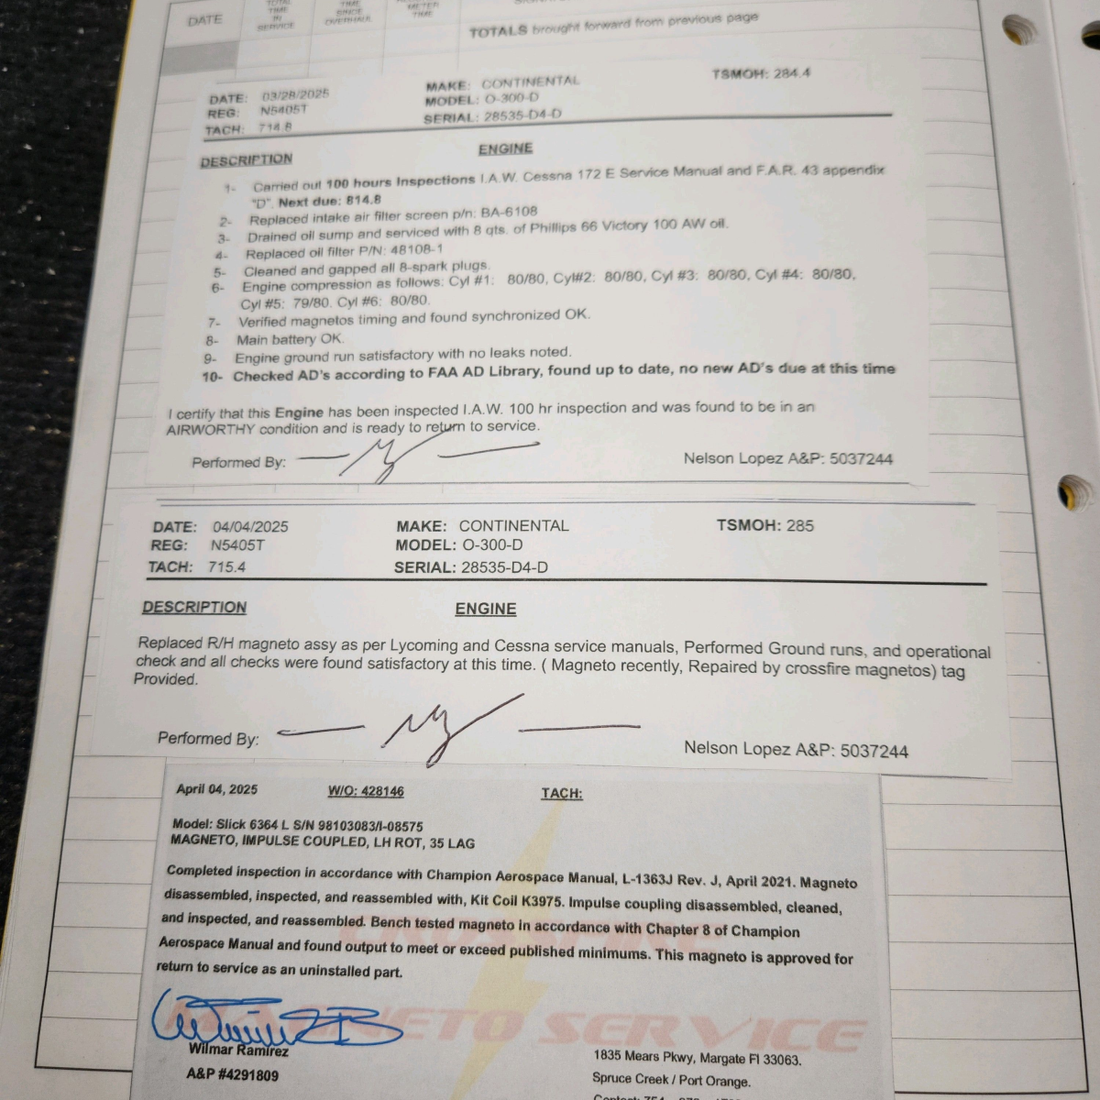 DATE
TOTAL TIME IN SERVICE
TIME SINCE OVERHAUL
METER TIME
TOTALS brought forward from previous page
DATE: 03/28/2025 MAKE: CONTINENTAL TSMOH: 284.4
REG: N5405T MODEL: O-300-D
TACH: 714.8 SERIAL: 28535-D4-D
DESCRIPTION ENGINE
1- Carried out 100 hours Inspections I.A.W. Cessna 172 E Service Manual and F.A.R. 43 appendix
"D". Next due: 814.8
2- Replaced intake air filter screen p/n: BA-6108
3- Drained oil sump and serviced with 8 qts. of Phillips 66 Victory 100 AW oil.
4- Replaced oil filter P/N: 48108-1
5- Cleaned and gapped all 8-spark plugs.
6- Engine compression as follows: Cyl #1: 80/80, Cyl#2: 80/80, Cyl #3: 80/80, Cyl #4: 80/80,
Cyl #5: 79/80, Cyl #6: 80/80.
7- Verified magnetos timing and found synchronized OK.
8- Main battery OK.
9- Engine ground run satisfactory with no leaks noted.
10- Checked AD's according to FAA AD Library, found up to date, no new AD's due at this time
I certify that this Engine has been inspected I.A.W. 100 hr inspection and was found to be in an
AIRWORTHY condition and is ready to return to service.
Performed By: Nelson Lopez A&P: 5037244
DATE: 04/04/2025 MAKE: CONTINENTAL TSMOH: 285
REG: N5405T MODEL: O-300-D
TACH: 715.4 SERIAL: 28535-D4-D
DESCRIPTION ENGINE
Replaced R/H magneto assy as per Lycoming and Cessna service manuals, Performed Ground runs, and operational
check and all checks were found satisfactory at this time. ( Magneto recently, Repaired by crossfire magnetos) tag
Provided.
Performed By: Nelson Lopez A&P: 5037244
April 04, 2025 W/O: 428146 TACH:
Model: Slick 6364 L S/N 98103083/I-08575
MAGNETO, IMPULSE COUPLED, LH ROT, 35 LAG
Completed inspection in accordance with Champion Aerospace Manual, L-1363J Rev. J, April 2021. Magneto
disassembled, inspected, and reassembled with, Kit Coil K3975. Impulse coupling disassembled, cleaned,
and inspected, and reassembled. Bench tested magneto in accordance with Chapter 8 of Champion
Aerospace Manual and found output to meet or exceed published minimums. This magneto is approved for
return to service as an uninstalled part.
MAGNETO SERVICE
Wilmar Ramirez
A&P #4291809
1835 Mears Pkwy, Margate Fl 33063.
Spruce Creek / Port Orange.